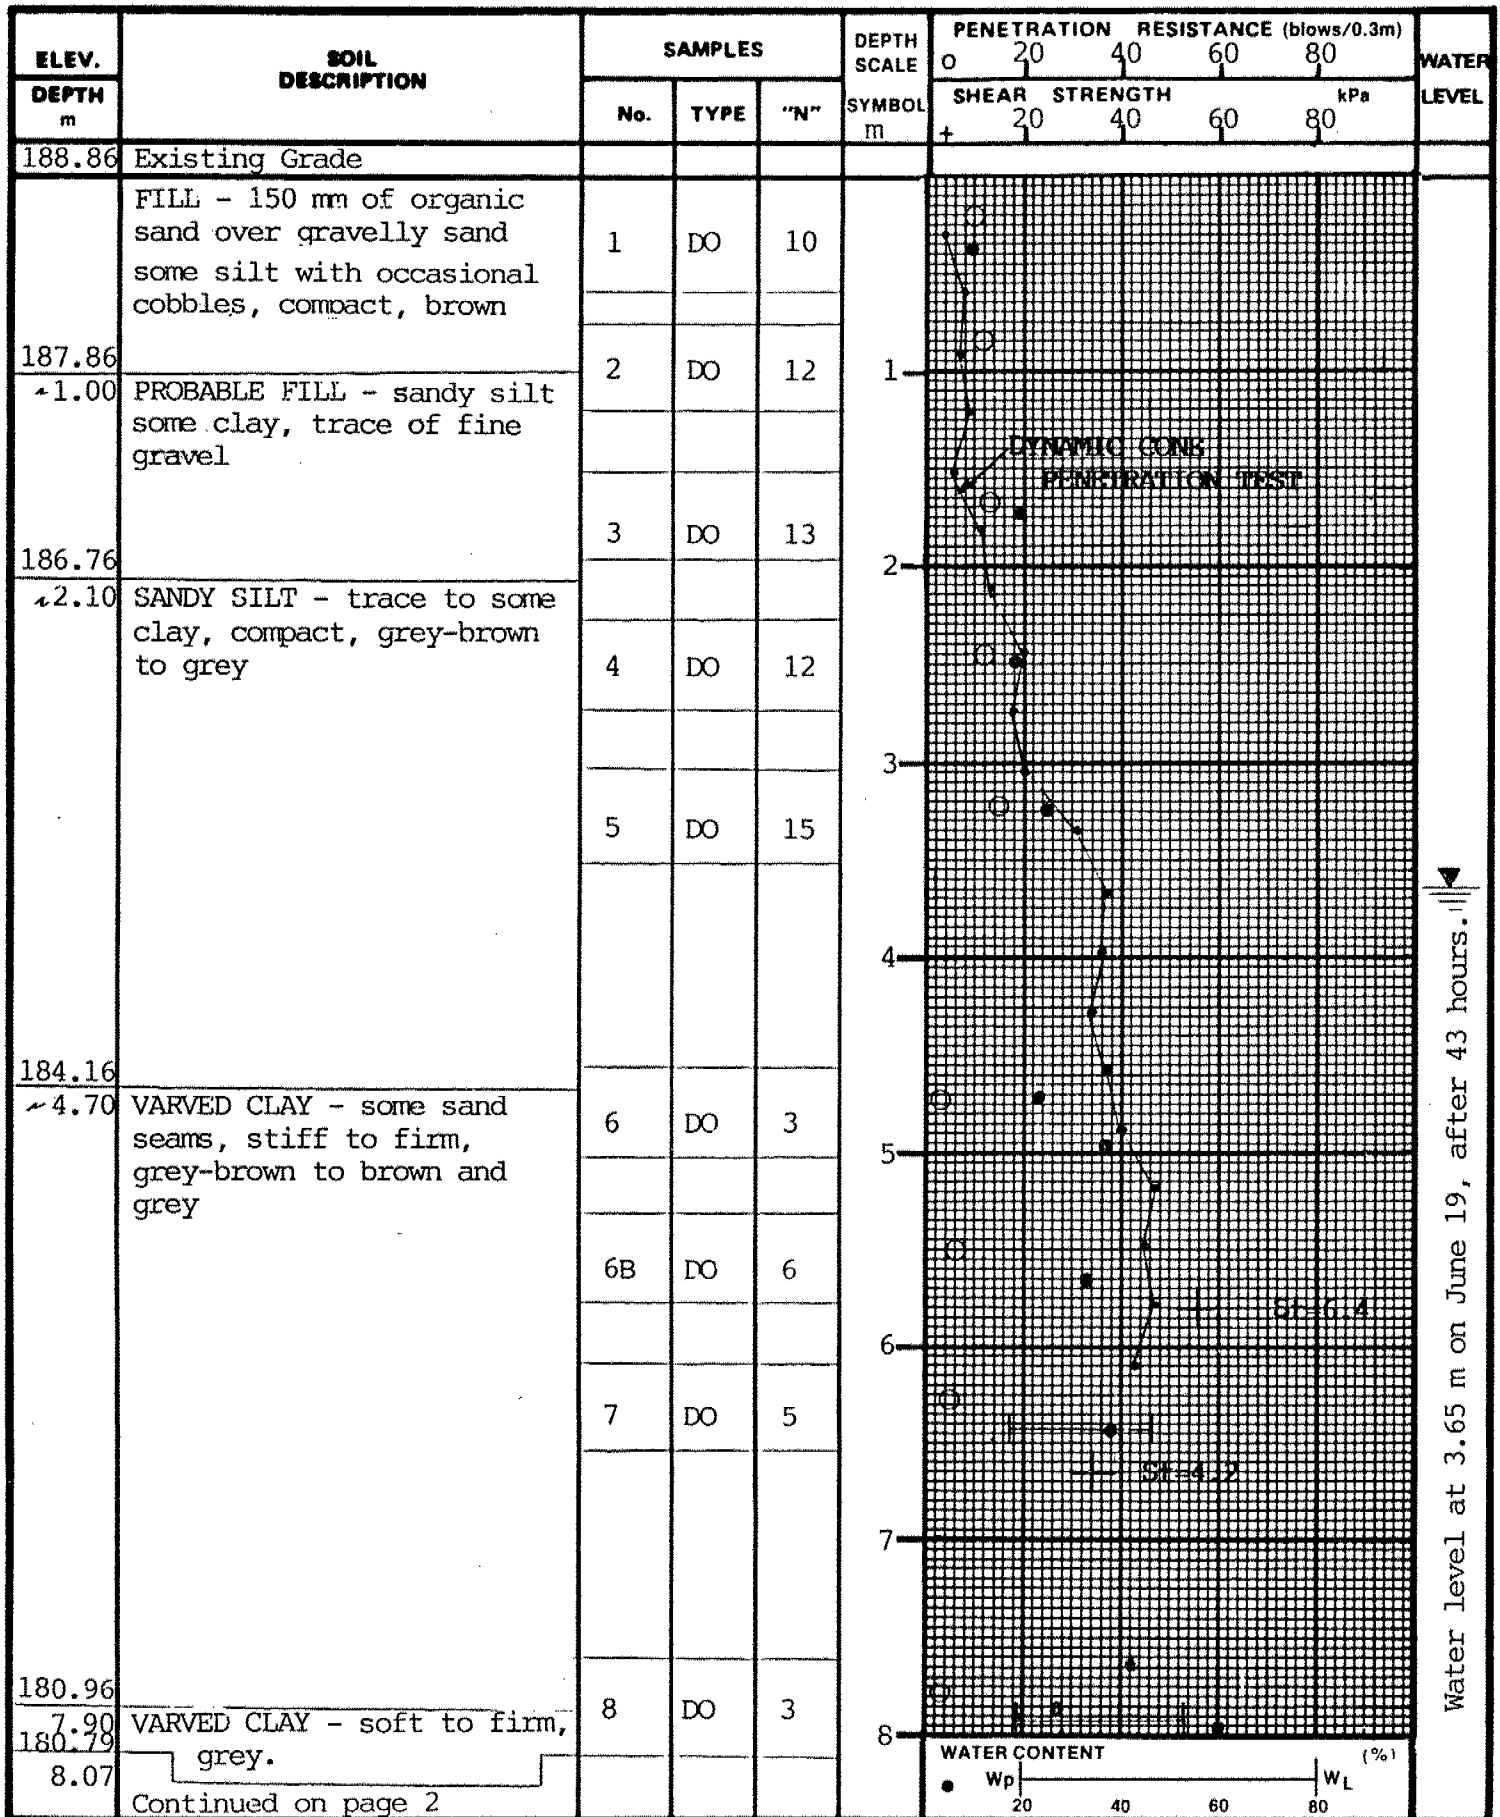 ELEV.
DEPTH
m
SOIL
DESCRIPTION
SAMPLES
No. TYPE "N"
DEPTH
SCALE
SYMBOL
m
PENETRATION RESISTANCE (blows/0.3m)
O 20 40 60 80
SHEAR STRENGTH kPa
+ 20 40 60 80
WATER
LEVEL
188.86 Existing Grade
FILL - 150 mm of organic
sand over gravelly sand
some silt with occasional
cobbles, compact, brown
1 DO 10
187.86
~1.00
2 DO 12
1
PROBABLE FILL - sandy silt
some clay, trace of fine
gravel
DYNAMIC CONE
PENETRATION TEST
3 DO 13
186.76
~2.10
2
SANDY SILT - trace to some
clay, compact, grey-brown
to grey
4 DO 12
3
5 DO 15
4
184.16
~4.70
VARVED CLAY - some sand
seams, stiff to firm,
grey-brown to brown and
grey
6 DO 3
5
6B DO 6
St=6.4
6
7 DO 5
St=4.2
7
180.96
7.90
180.79
8.07
VARVED CLAY - soft to firm,
grey.
8 DO 3
8
Continued on page 2
WATER CONTENT (%)
Wp WL
20 40 60 80
Water level at 3.65 m on June 19, after 43 hours.